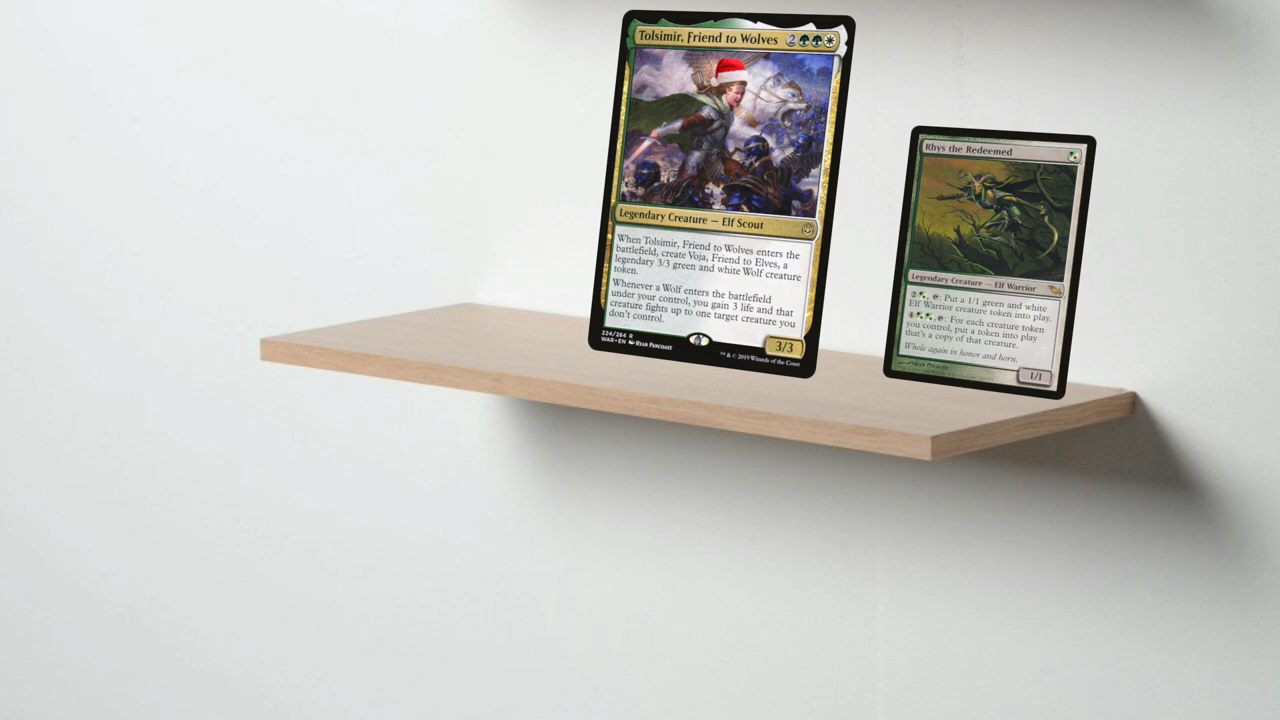 Tolsimir, Friend to Wolves 2
Legendary Creature — Elf Scout
When Tolsimir, Friend to Wolves enters the
battlefield, create Voja, Friend to Elves, a
legendary 3/3 green and white Wolf creature
token.
Whenever a Wolf enters the battlefield
under your control, you gain 3 life and that
creature fights up to one target creature you
don't control.
3/3
224/264 R
WAR • EN Ryan Pancoast
™ & © 2019 Wizards of the Coast
Rhys the Redeemed
Legendary Creature — Elf Warrior
2 : Put a 1/1 green and white
Elf Warrior creature token into play.
4 : For each creature token
you control, put a token into play
that's a copy of that creature.
Whole again in honor and horn.
1/1